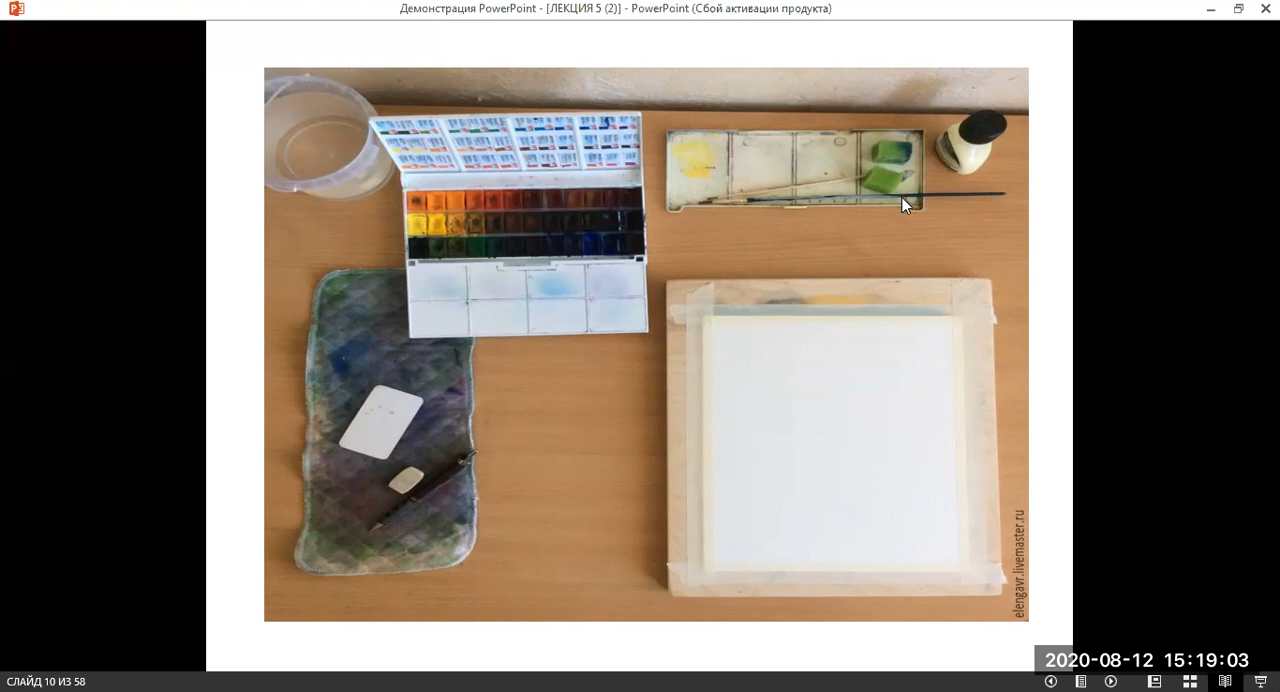 Демонстрация PowerPoint - [ЛЕКЦИЯ 5 (2)] - PowerPoint (Сбой активации продукта)
elengavr.livemaster.ru
2020-08-12 15:19:03
СЛАЙД 10 ИЗ 58